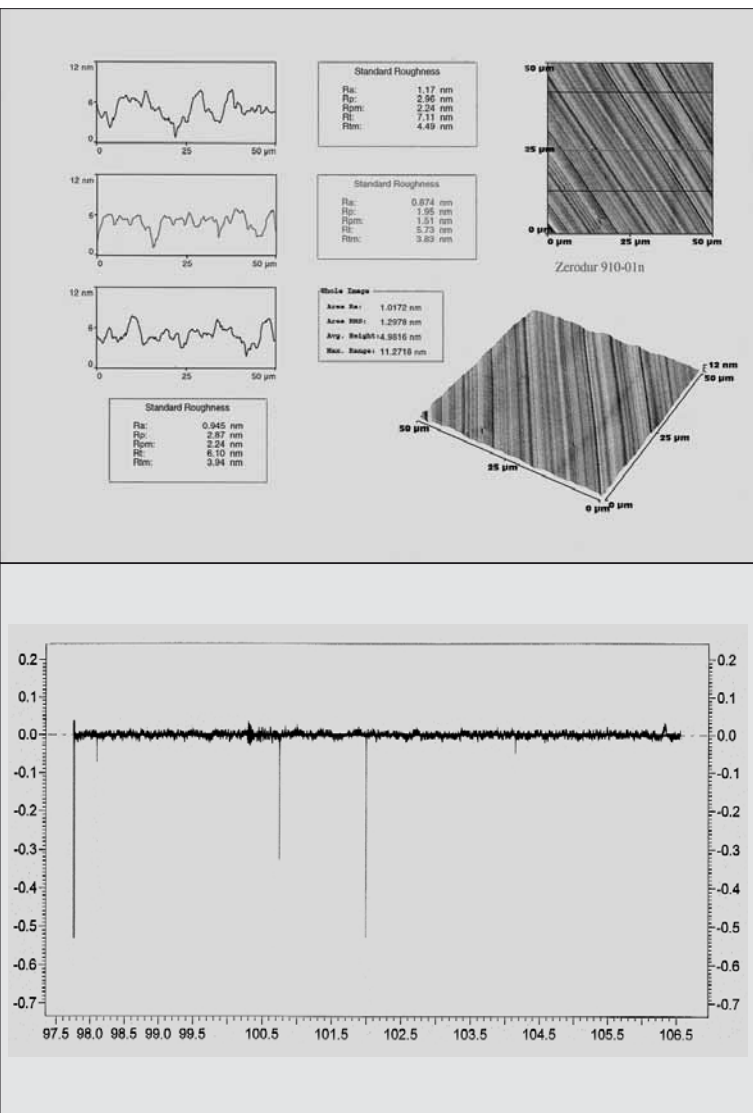 12 nm
6
0
0
25
50 µm
Standard Roughness
Ra: 1.17 nm
Rp: 2.96 nm
Rpm: 2.24 nm
Rt: 7.11 nm
Rtm: 4.49 nm
50 µm
25 µm
0 µm
0 µm
25 µm
50 µm
Zerodur 910-01n
12 nm
6
0
0
25
50 µm
Standard Roughness
Ra: 0.874 nm
Rp: 1.95 nm
Rpm: 1.51 nm
Rt: 5.73 nm
Rtm: 3.83 nm
12 nm
6
0
0
25
50 µm
Whole Image
Area Ra: 1.0172 nm
Area RMS: 1.2979 nm
Avg. Height: 4.9816 nm
Max. Range: 11.2718 nm
Standard Roughness
Ra: 0.945 nm
Rp: 2.87 nm
Rpm: 2.24 nm
Rt: 6.10 nm
Rtm: 3.94 nm
12 nm
50 µm
50 µm
25 µm
25 µm
0 µm
0 µm
0.2
0.1
0.0
-0.1
-0.2
-0.3
-0.4
-0.5
-0.6
-0.7
0.2
0.1
0.0
-0.1
-0.2
-0.3
-0.4
-0.5
-0.6
-0.7
97.5 98.0 98.5 99.0 99.5 100.5 101.5 102.5 103.5 104.5 105.5 106.5